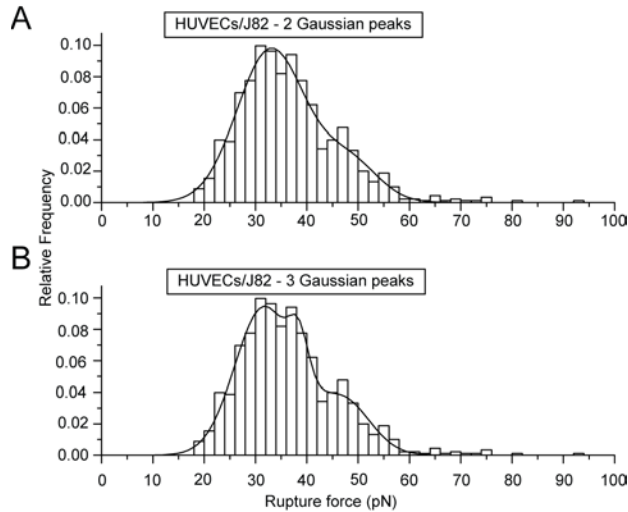 A
HUVECs/J82 - 2 Gaussian peaks
0.10
0.08
0.06
0.04
0.02
0.00
0 10 20 30 40 50 60 70 80 90 100
Relative Frequency
B
HUVECs/J82 - 3 Gaussian peaks
0.10
0.08
0.06
0.04
0.02
0.00
0 10 20 30 40 50 60 70 80 90 100
Rupture force (pN)